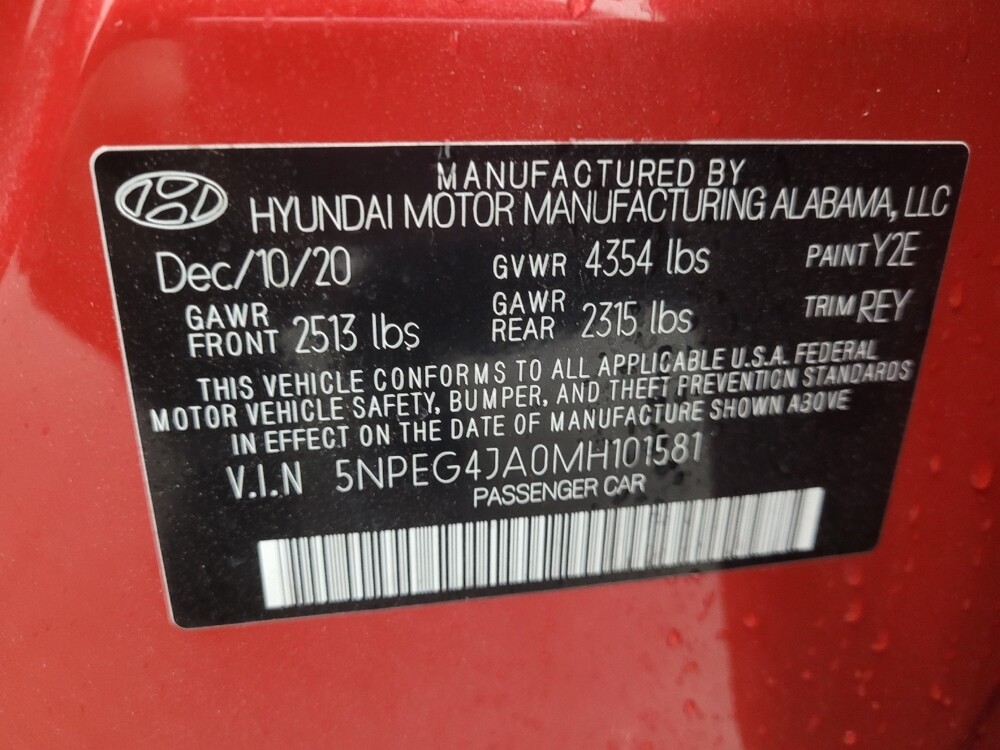 MANUFACTURED BY
HYUNDAI MOTOR MANUFACTURING ALABAMA, LLC
Dec/10/20 GVWR 4354 lbs PAINT Y2E
GAWR FRONT 2513 lbs GAWR REAR 2315 lbs TRIM REY
THIS VEHICLE CONFORMS TO ALL APPLICABLE U.S.A. FEDERAL
MOTOR VEHICLE SAFETY, BUMPER, AND THEFT PREVENTION STANDARDS
IN EFFECT ON THE DATE OF MANUFACTURE SHOWN ABOVE
V.I.N 5NPEG4JA0MH101581
PASSENGER CAR